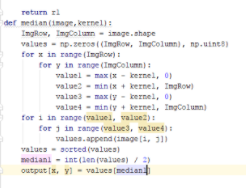 return r1
def median(image,kernel):
ImgRow, ImgColumn = image.shape
values = np.zeros((ImgRow, ImgColumn), np.uint8)
for x in range(ImgRow):
for y in range(ImgColumn):
value1 = max(x - kernel, 0)
value2 = min(x + kernel, ImgRow)
value3 = max(y - kernel, 0)
value4 = min(y + kernel, ImgColumn)
for i in range(value1, value2):
for j in range(value3, value4):
values.append(image[i, j])
values = sorted(values)
median1 = int(len(values) / 2)
output[x, y] = values[median1]